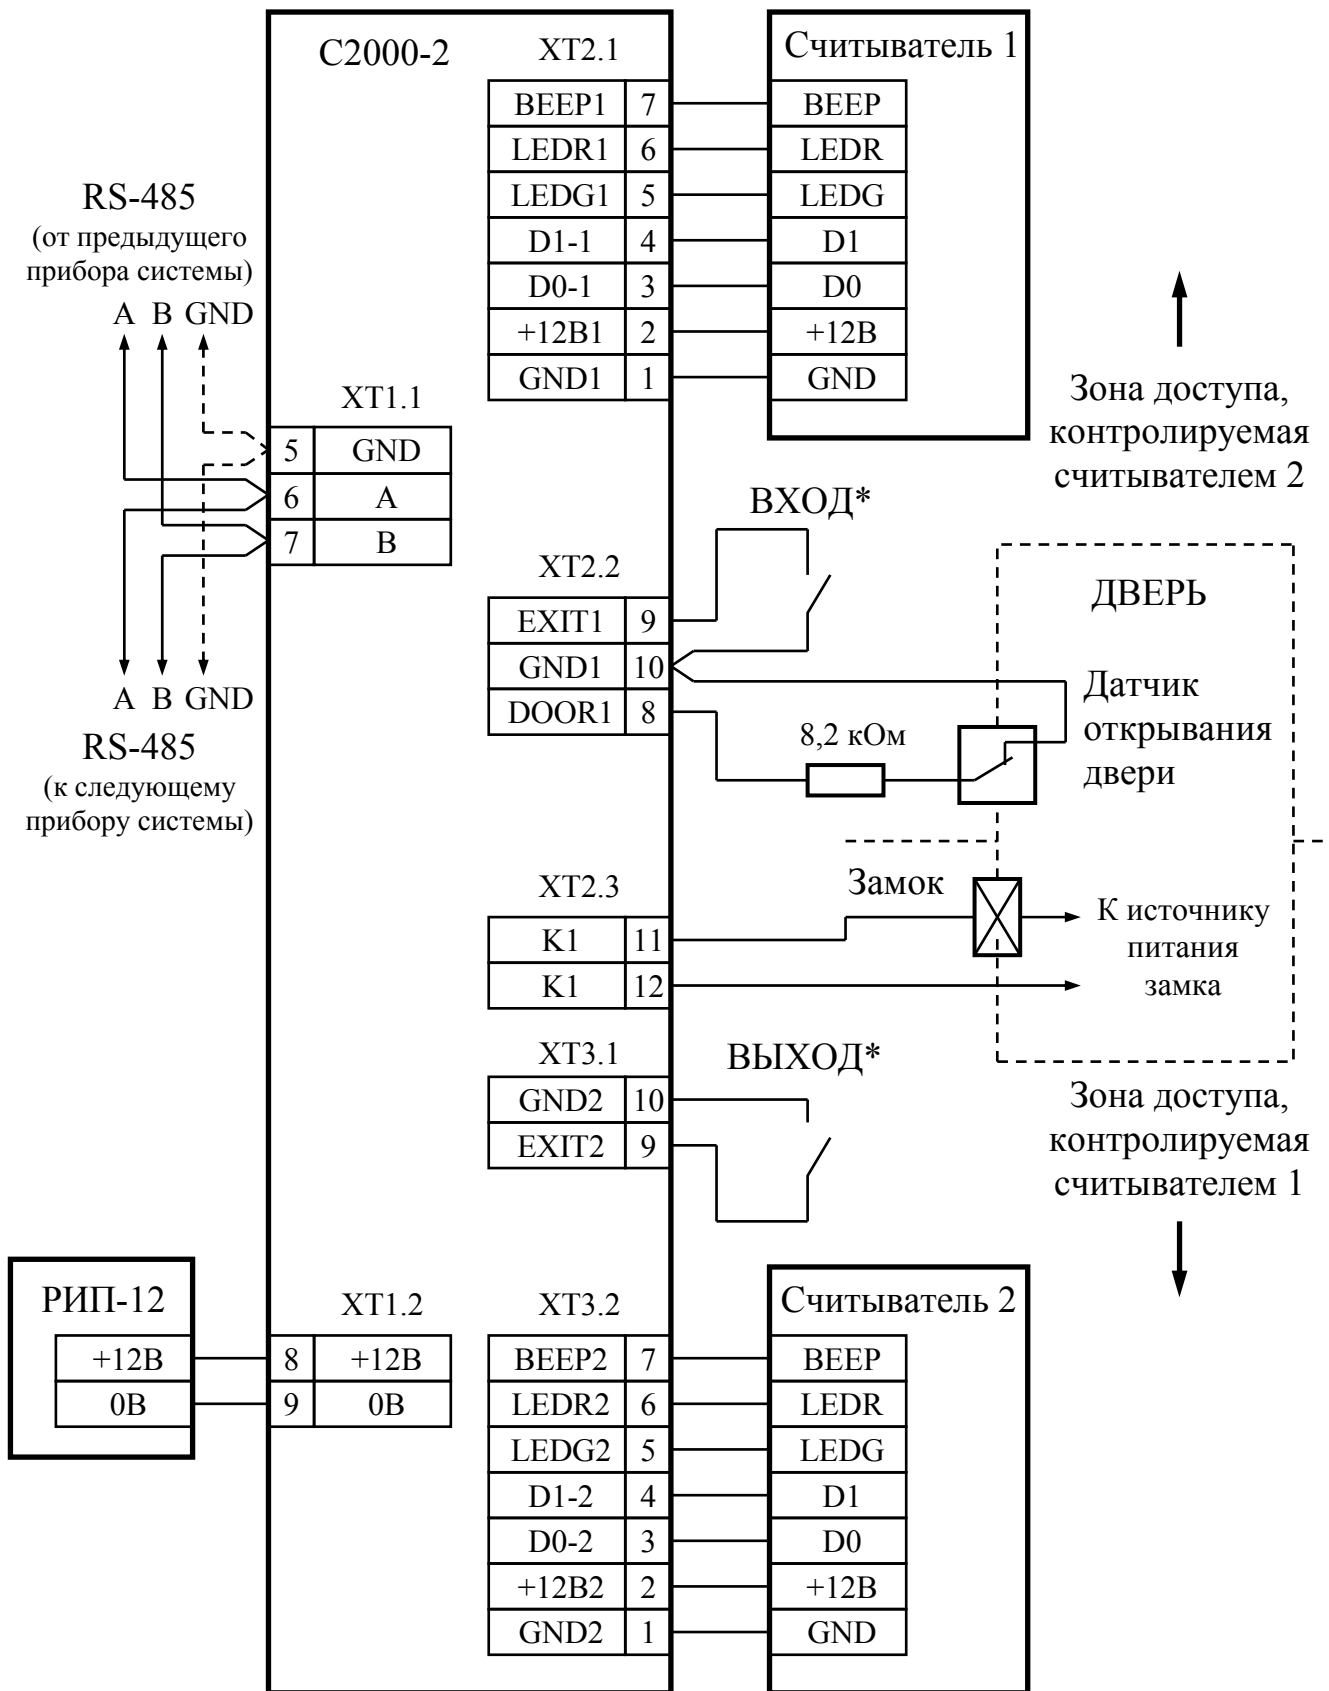 С2000-2
XT2.1
BEEP1 7
LEDR1 6
LEDG1 5
D1-1 4
D0-1 3
+12В1 2
GND1 1
Считыватель 1
BEEP
LEDR
LEDG
D1
D0
+12В
GND
RS-485
(от предыдущего
прибора системы)
A B GND
XT1.1
5 GND
6 A
7 B
A B GND
RS-485
(к следующему
прибору системы)
Зона доступа,
контролируемая
считывателем 2
ВХОД*
XT2.2
EXIT1 9
GND1 10
DOOR1 8
8,2 кОм
ДВЕРЬ
Датчик
открывания
двери
XT2.3
K1 11
K1 12
Замок
К источнику
питания
замка
XT3.1
GND2 10
EXIT2 9
ВЫХОД*
Зона доступа,
контролируемая
считывателем 1
РИП-12
+12В
0В
XT1.2
8 +12В
9 0В
XT3.2
BEEP2 7
LEDR2 6
LEDG2 5
D1-2 4
D0-2 3
+12В2 2
GND2 1
Считыватель 2
BEEP
LEDR
LEDG
D1
D0
+12В
GND